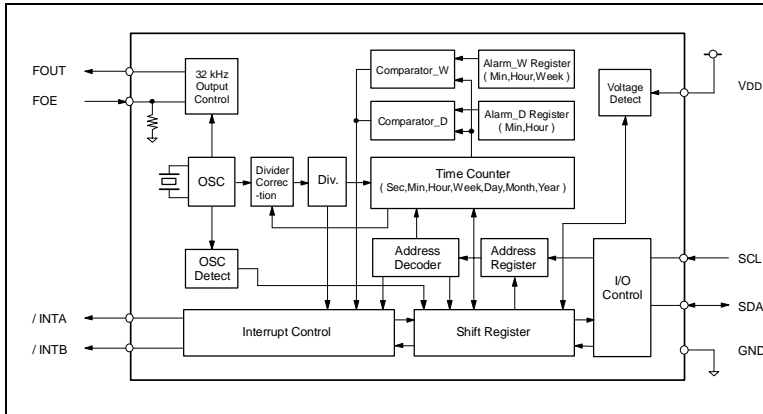 FOUT
FOE
32 kHz
Output
Control
Comparator_W
Alarm_W Register
( Min,Hour,Week )
Comparator_D
Alarm_D Register
( Min,Hour )
Voltage
Detect
VDD
OSC
Divider
Correc
-tion
Div.
Time Counter
( Sec,Min,Hour,Week,Day,Month,Year )
OSC
Detect
Address
Decoder
Address
Register
I/O
Control
SCL
SDA
GND
/ INTA
/ INTB
Interrupt Control
Shift Register